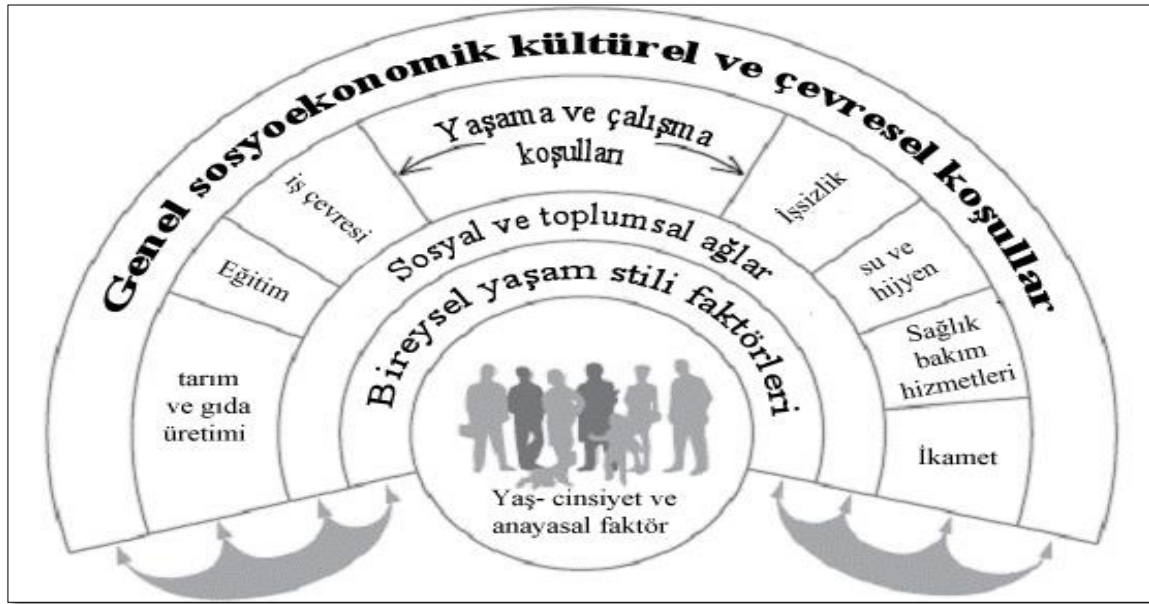 Genel sosyoekonomik kültürel ve çevresel koşullar
Yaşama ve çalışma
koşulları
iş çevresi
Eğitim
tarım
ve gıda
üretimi
İşsizlik
su ve
hijyen
Sağlık
bakım
hizmetleri
İkamet
Sosyal ve toplumsal ağlar
Bireysel yaşam stili faktörleri
Yaş- cinsiyet ve
anayasal faktör